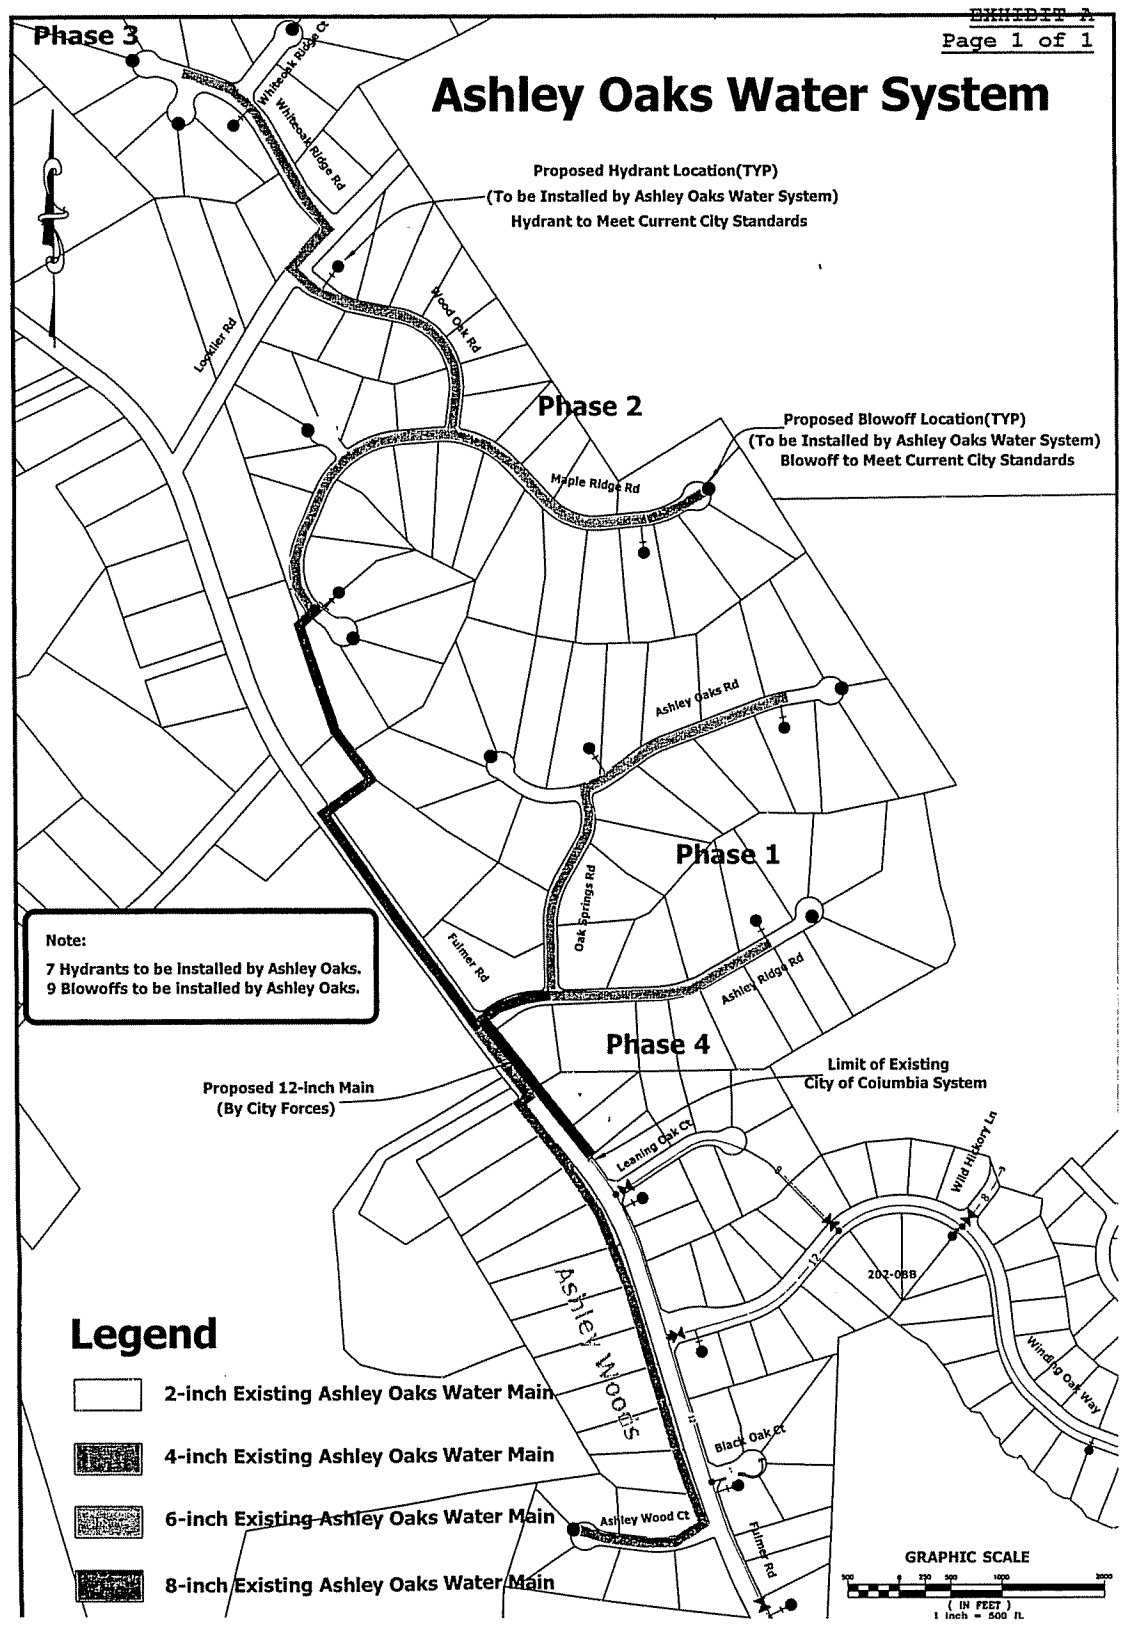 EXHIBIT A
Page 1 of 1
Phase 3
Ashley Oaks Water System
Whiteoak Ridge Ct
Whiteoak Ridge Rd
Proposed Hydrant Location(TYP)
(To be Installed by Ashley Oaks Water System)
Hydrant to Meet Current City Standards
Wood Oak Rd
Locklier Rd
Phase 2
Proposed Blowoff Location(TYP)
(To be Installed by Ashley Oaks Water System)
Blowoff to Meet Current City Standards
Maple Ridge Rd
Ashley Oaks Rd
Phase 1
Oak Springs Rd
Fulmer Rd
Ashley Ridge Rd
Note:
7 Hydrants to be installed by Ashley Oaks.
9 Blowoffs to be installed by Ashley Oaks.
Phase 4
Limit of Existing
City of Columbia System
Proposed 12-inch Main
(By City Forces)
Leaning Oak Ct
Wild Hickory Ln
8
8
12
202-08B
Ashley Woods
Winding Oak Way
12
Black Oak Ct
Ashley Wood Ct
Fulmer Rd
Legend
2-inch Existing Ashley Oaks Water Main
4-inch Existing Ashley Oaks Water Main
6-inch Existing Ashley Oaks Water Main
8-inch Existing Ashley Oaks Water Main
GRAPHIC SCALE
500 0 250 500 1000 2000
( IN FEET )
1 inch = 500 ft.